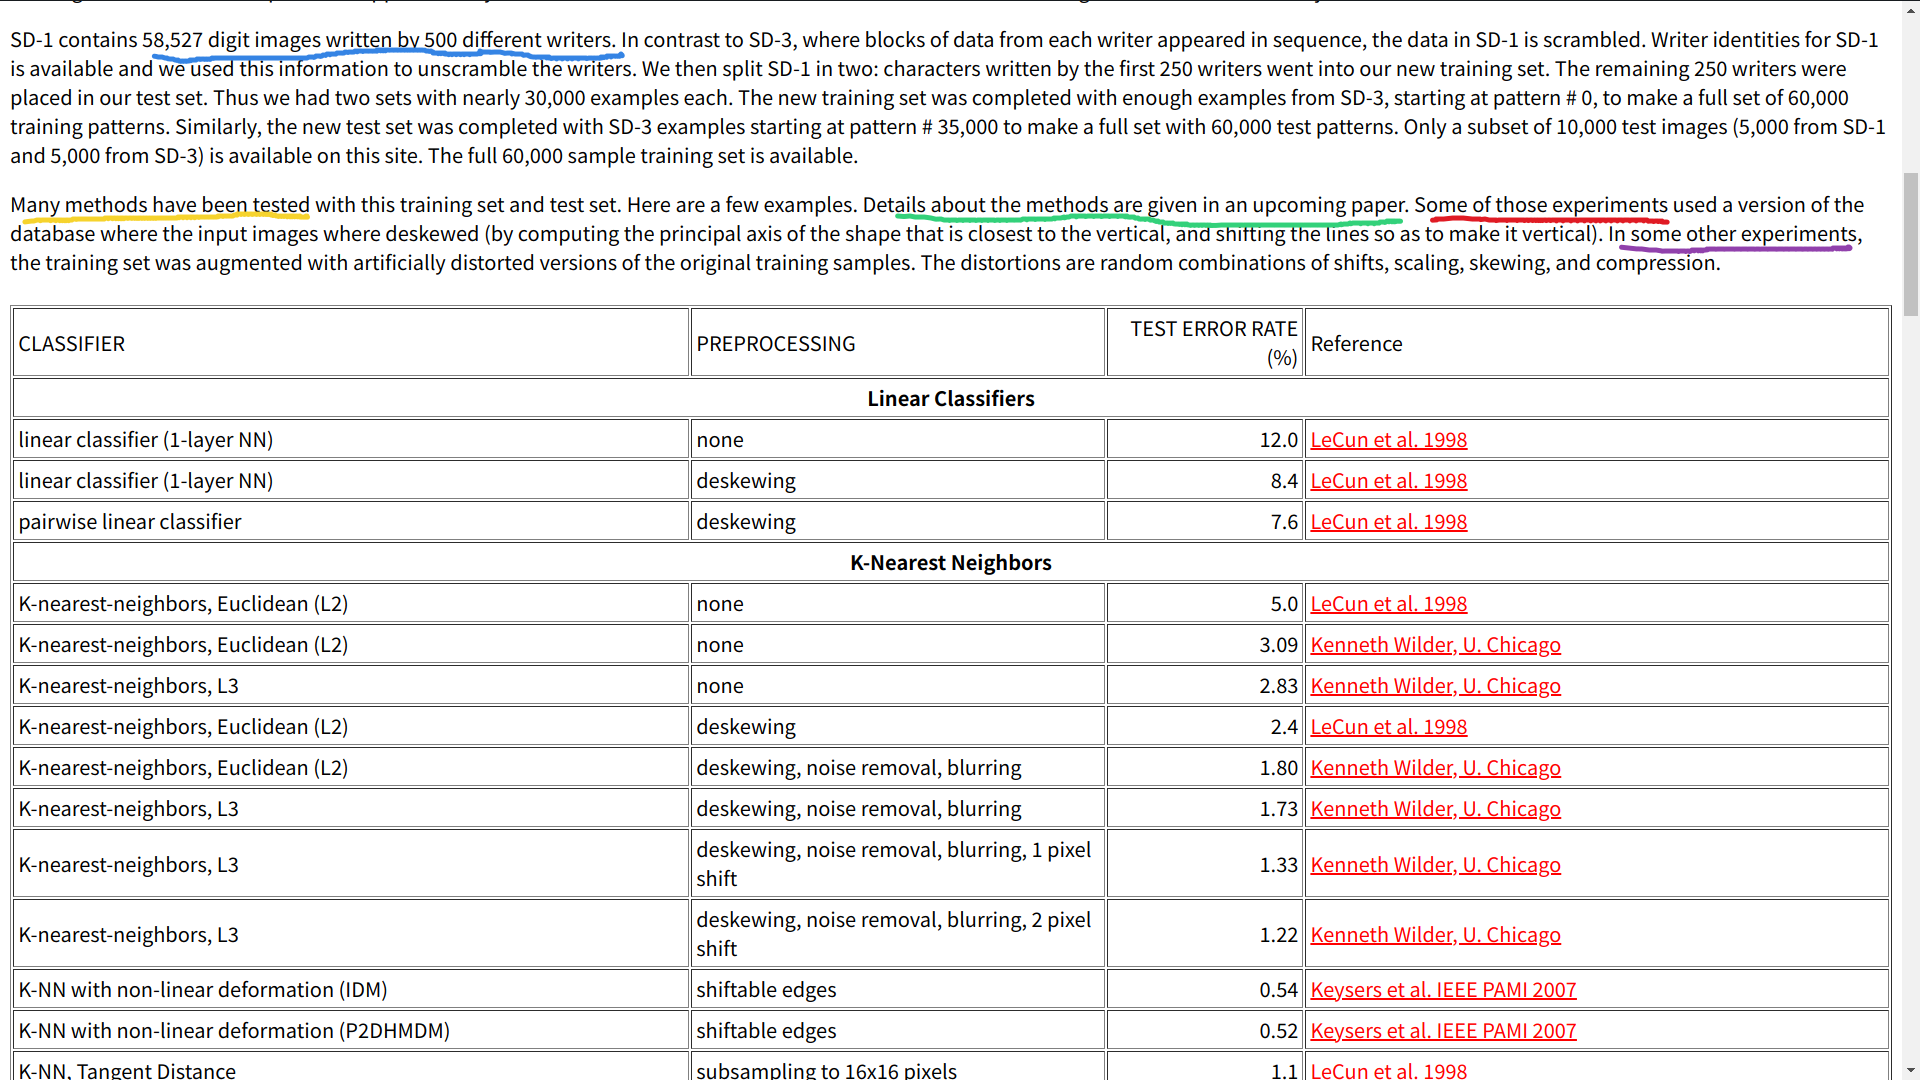 SD-1 contains 58,527 digit images written by 500 different writers. In contrast to SD-3, where blocks of data from each writer appeared in sequence, the data in SD-1 is scrambled. Writer identities for SD-1
is available and we used this information to unscramble the writers. We then split SD-1 in two: characters written by the first 250 writers went into our new training set. The remaining 250 writers were
placed in our test set. Thus we had two sets with nearly 30,000 examples each. The new training set was completed with enough examples from SD-3, starting at pattern # 0, to make a full set of 60,000
training patterns. Similarly, the new test set was completed with SD-3 examples starting at pattern # 35,000 to make a full set with 60,000 test patterns. Only a subset of 10,000 test images (5,000 from SD-1
and 5,000 from SD-3) is available on this site. The full 60,000 sample training set is available.
Many methods have been tested with this training set and test set. Here are a few examples. Details about the methods are given in an upcoming paper. Some of those experiments used a version of the
database where the input images where deskewed (by computing the principal axis of the shape that is closest to the vertical, and shifting the lines so as to make it vertical). In some other experiments,
the training set was augmented with artificially distorted versions of the original training samples. The distortions are random combinations of shifts, scaling, skewing, and compression.
CLASSIFIER PREPROCESSING TEST ERROR RATE (%) Reference
Linear Classifiers
linear classifier (1-layer NN) none 12.0 LeCun et al. 1998
linear classifier (1-layer NN) deskewing 8.4 LeCun et al. 1998
pairwise linear classifier deskewing 7.6 LeCun et al. 1998
K-Nearest Neighbors
K-nearest-neighbors, Euclidean (L2) none 5.0 LeCun et al. 1998
K-nearest-neighbors, Euclidean (L2) none 3.09 Kenneth Wilder, U. Chicago
K-nearest-neighbors, L3 none 2.83 Kenneth Wilder, U. Chicago
K-nearest-neighbors, Euclidean (L2) deskewing 2.4 LeCun et al. 1998
K-nearest-neighbors, Euclidean (L2) deskewing, noise removal, blurring 1.80 Kenneth Wilder, U. Chicago
K-nearest-neighbors, L3 deskewing, noise removal, blurring 1.73 Kenneth Wilder, U. Chicago
K-nearest-neighbors, L3 deskewing, noise removal, blurring, 1 pixel shift 1.33 Kenneth Wilder, U. Chicago
K-nearest-neighbors, L3 deskewing, noise removal, blurring, 2 pixel shift 1.22 Kenneth Wilder, U. Chicago
K-NN with non-linear deformation (IDM) shiftable edges 0.54 Keysers et al. IEEE PAMI 2007
K-NN with non-linear deformation (P2DHMDM) shiftable edges 0.52 Keysers et al. IEEE PAMI 2007
K-NN, Tangent Distance subsampling to 16x16 pixels 1.1 LeCun et al. 1998